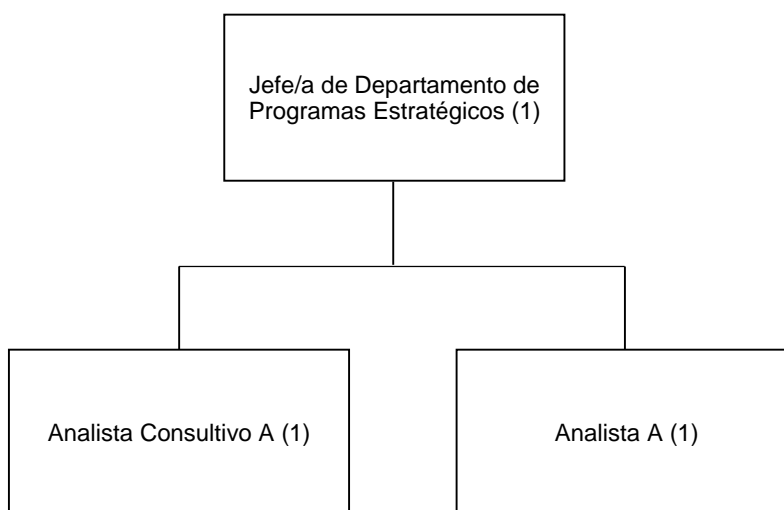 Jefe/a de Departamento de
Programas Estratégicos (1)
Analista Consultivo A (1)
Analista A (1)